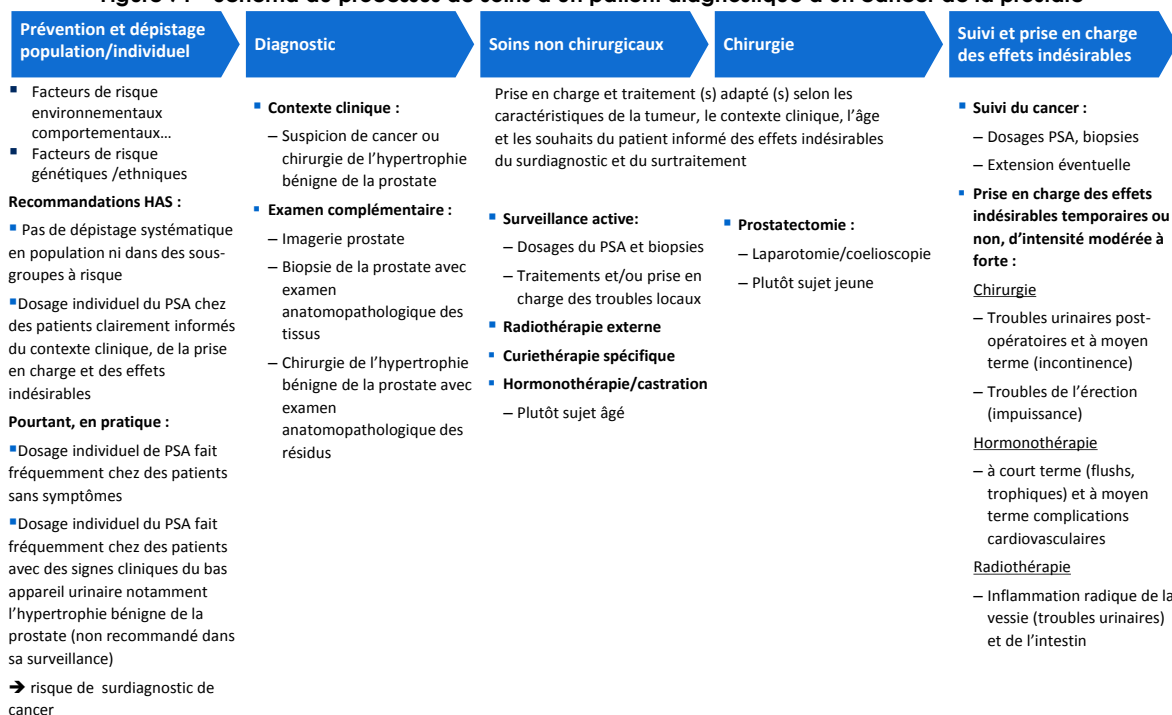 Prévention et dépistage
population/individuel
Diagnostic
Soins non chirurgicaux
Chirurgie
Suivi et prise en charge
des effets indésirables
▪ Facteurs de risque
environnementaux
comportementaux…
▪ Facteurs de risque
génétiques /ethniques
Recommandations HAS :
▪ Pas de dépistage systématique
en population ni dans des sous-
groupes à risque
▪Dosage individuel du PSA chez
des patients clairement informés
du contexte clinique, de la prise
en charge et des effets
indésirables
Pourtant, en pratique :
▪Dosage individuel de PSA fait
fréquemment chez des patients
sans symptômes
▪Dosage individuel du PSA fait
fréquemment chez des patients
avec des signes cliniques du bas
appareil urinaire notamment
l’hypertrophie bénigne de la
prostate (non recommandé dans
sa surveillance)
➔ risque de surdiagnostic de
cancer
▪ Contexte clinique :
– Suspicion de cancer ou
chirurgie de l’hypertrophie
bénigne de la prostate
▪ Examen complémentaire :
– Imagerie prostate
– Biopsie de la prostate avec
examen
anatomopathologique des
tissus
– Chirurgie de l’hypertrophie
bénigne de la prostate avec
examen
anatomopathologique des
résidus
Prise en charge et traitement (s) adapté (s) selon les
caractéristiques de la tumeur, le contexte clinique, l’âge
et les souhaits du patient informé des effets indésirables
du surdiagnostic et du surtraitement
▪ Surveillance active:
– Dosages du PSA et biopsies
– Traitements et/ou prise en
charge des troubles locaux
▪ Radiothérapie externe
▪ Curiethérapie spécifique
▪ Hormonothérapie/castration
– Plutôt sujet âgé
▪ Prostatectomie :
– Laparotomie/coelioscopie
– Plutôt sujet jeune
▪ Suivi du cancer :
– Dosages PSA, biopsies
– Extension éventuelle
▪ Prise en charge des effets
indésirables temporaires ou
non, d’intensité modérée à
forte :
Chirurgie
– Troubles urinaires post-
opératoires et à moyen
terme (incontinence)
– Troubles de l’érection
(impuissance)
Hormonothérapie
– à court terme (flushs,
trophiques) et à moyen
terme complications
cardiovasculaires
Radiothérapie
– Inflammation radique de la
vessie (troubles urinaires)
et de l’intestin